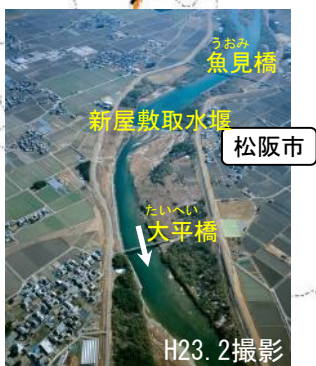 うおみ
魚見橋
新屋敷取水堰
松阪市
たいへい
大平橋
H23.2撮影